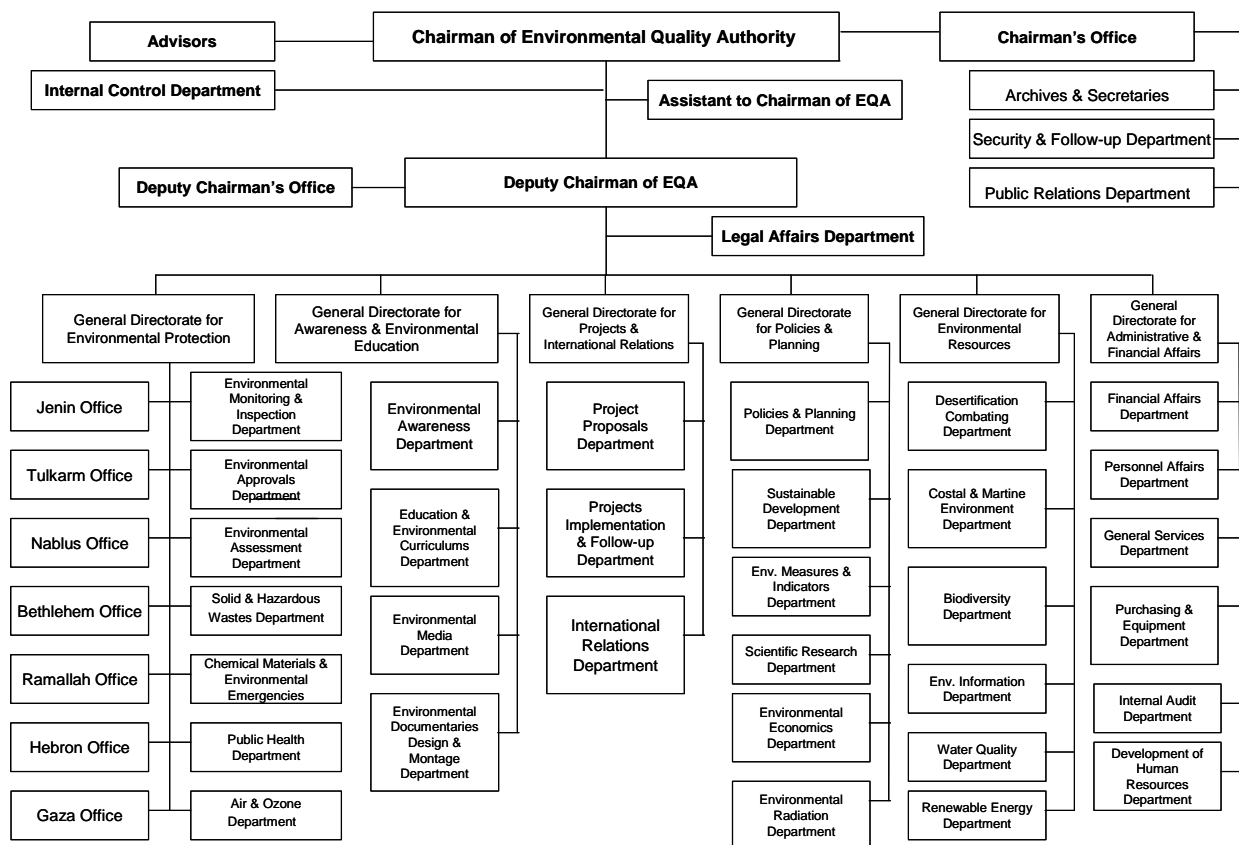 Advisors
Chairman of Environmental Quality Authority
Chairman's Office
Internal Control Department
Assistant to Chairman of EQA
Archives & Secretaries
Security & Follow-up Department
Public Relations Department
Deputy Chairman's Office
Deputy Chairman of EQA
Legal Affairs Department
General Directorate for
Environmental Protection
General Directorate for
Awareness & Environmental
Education
General Directorate for
Projects &
International Relations
General Directorate
for Policies &
Planning
General Directorate for
Environmental
Resources
General
Directorate for
Administrative &
Financial Affairs
Jenin Office
Tulkarm Office
Nablus Office
Bethlehem Office
Ramallah Office
Hebron Office
Gaza Office
Environmental
Monitoring &
Inspection
Department
Environmental
Approvals
Department
Environmental
Assessment
Department
Solid & Hazardous
Wastes Department
Chemical Materials &
Environmental
Emergencies
Public Health
Department
Air & Ozone
Department
Environmental
Awareness
Department
Education &
Environmental
Curriculums
Department
Environmental
Media
Department
Environmental
Documentaries
Design &
Montage
Department
Project
Proposals
Department
Projects
Implementation
& Follow-up
Department
International
Relations
Department
Policies & Planning
Department
Sustainable
Development
Department
Env. Measures &
Indicators
Department
Scientific Research
Department
Environmental
Economics
Department
Environmental
Radiation
Department
Desertification
Combating
Department
Costal & Martine
Environment
Department
Biodiversity
Department
Env. Information
Department
Water Quality
Department
Renewable Energy
Department
Financial Affairs
Department
Personnel Affairs
Department
General Services
Department
Purchasing &
Equipment
Department
Internal Audit
Department
Development of
Human
Resources
Department